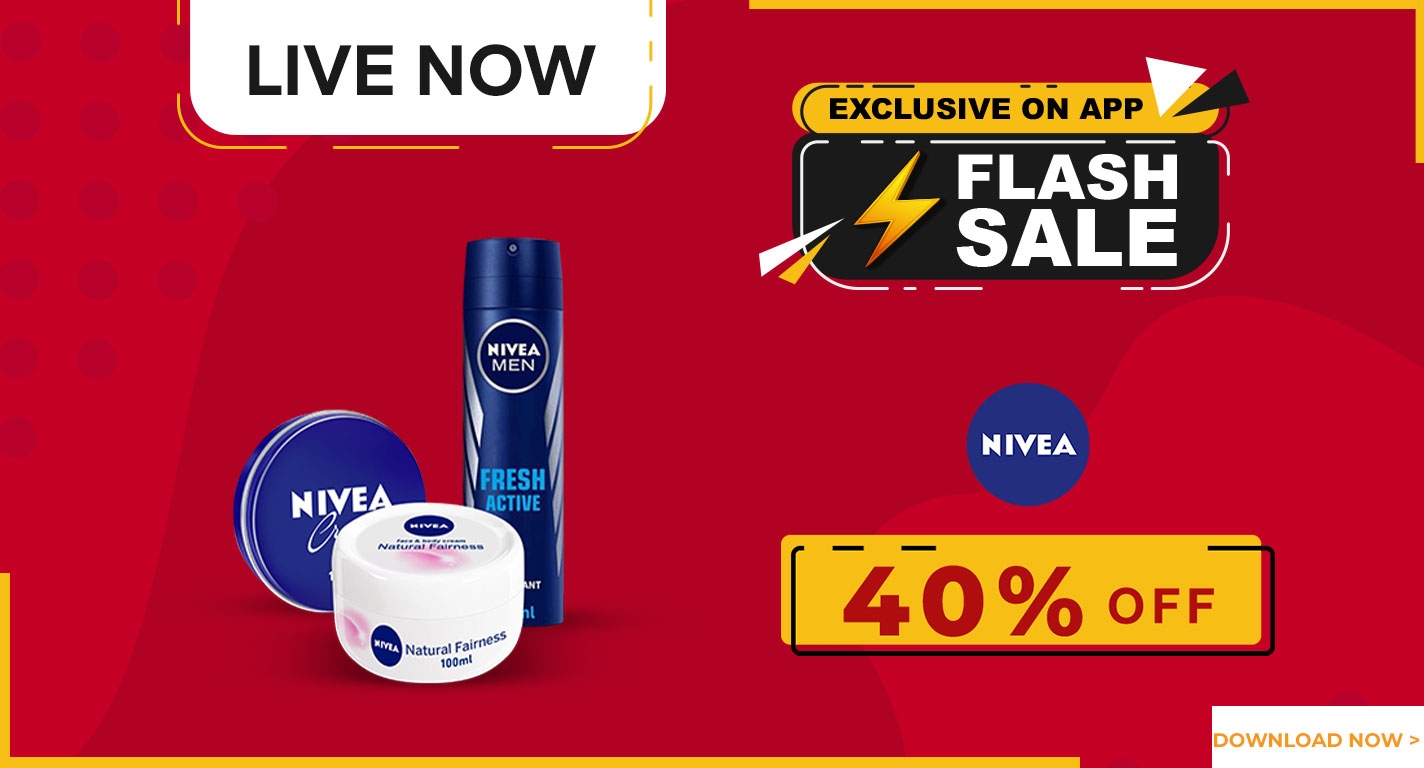 LIVE NOW
EXCLUSIVE ON APP
FLASH
SALE
NIVEA
MEN
FRESH
ACTIVE
NIVEA
NIVEA
face & body cream
Natural Fairness
NIVEA
Natural Fairness
100ml
NIVEA
40% OFF
DOWNLOAD NOW >